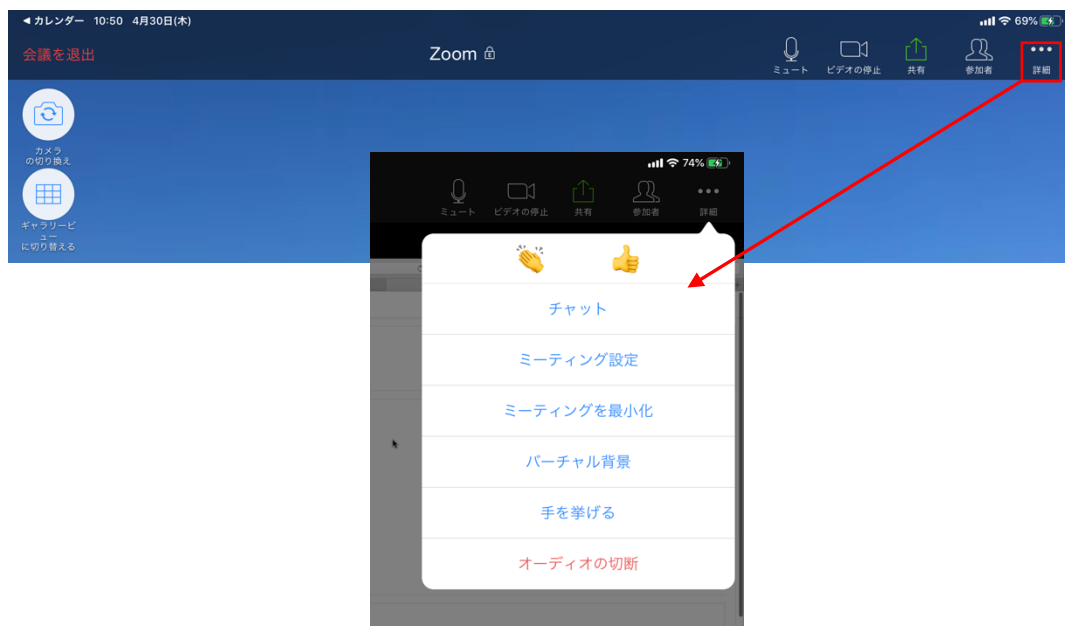 ◀ カレンダー 10:50 4月30日(木)
69%
会議を退出
Zoom
ミュート ビデオの停止 共有 参加者 詳細
カメラ
の切り換え
ギャラリービ
ュー
に切り替える
74%
ミュート ビデオの停止 共有 参加者 詳細
チャット
ミーティング設定
ミーティングを最小化
バーチャル背景
手を挙げる
オーディオの切断